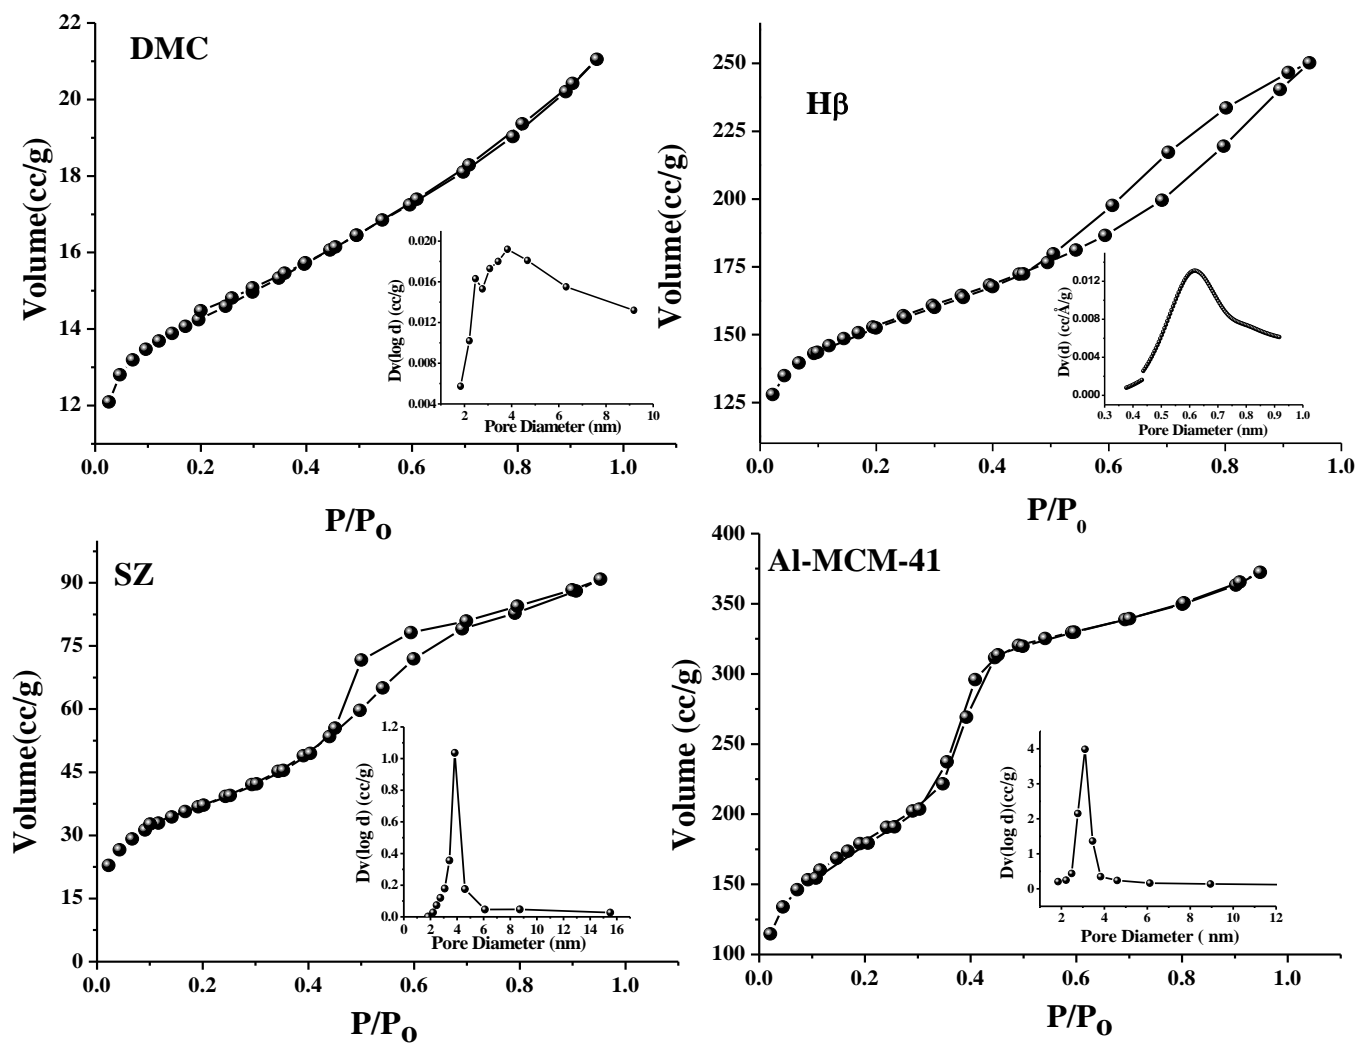 DMC
Volume(cc/g)
22
20
18
16
14
12
0.0 0.2 0.4 0.6 0.8 1.0
P/Po
Dv(log d) (cc/g)
0.020
0.016
0.012
0.008
0.004
2 4 6 8 10
Pore Diameter (nm)
Hβ
Volume(cc/g)
250
225
200
175
150
125
0.0 0.2 0.4 0.6 0.8 1.0
P/P0
Dv(d) (cc/Å/g)
0.012
0.008
0.004
0.000
0.3 0.4 0.5 0.6 0.7 0.8 0.9 1.0
Pore Diameter (nm)
SZ
Volume(cc/g)
90
75
60
45
30
15
0
0.0 0.2 0.4 0.6 0.8 1.0
P/Po
Dv(log d) (cc/g)
1.2
1.0
0.8
0.6
0.4
0.2
0.0
0 2 4 6 8 10 12 14 16
Pore Diameter (nm)
Al-MCM-41
Volume (cc/g)
400
350
300
250
200
150
100
0.0 0.2 0.4 0.6 0.8 1.0
P/Po
Dv(log d)(cc/g)
4
3
2
1
0
2 4 6 8 10 12
Pore Diameter ( nm)